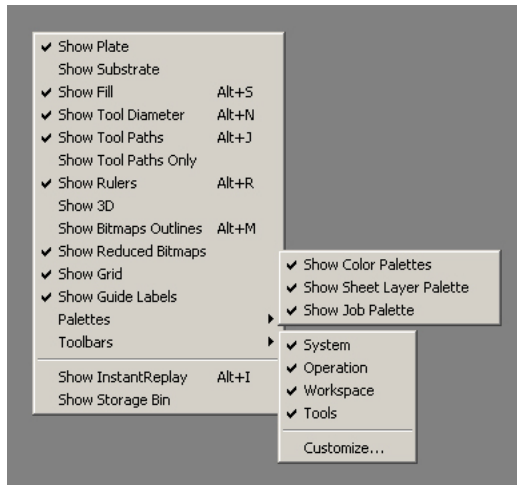 Show Plate
Show Substrate
Show Fill Alt+S
Show Tool Diameter Alt+N
Show Tool Paths Alt+J
Show Tool Paths Only
Show Rulers Alt+R
Show 3D
Show Bitmaps Outlines Alt+M
Show Reduced Bitmaps
Show Grid
Show Guide Labels
Palettes
Toolbars
Show InstantReplay Alt+I
Show Storage Bin
Show Color Palettes
Show Sheet Layer Palette
Show Job Palette
System
Operation
Workspace
Tools
Customize...